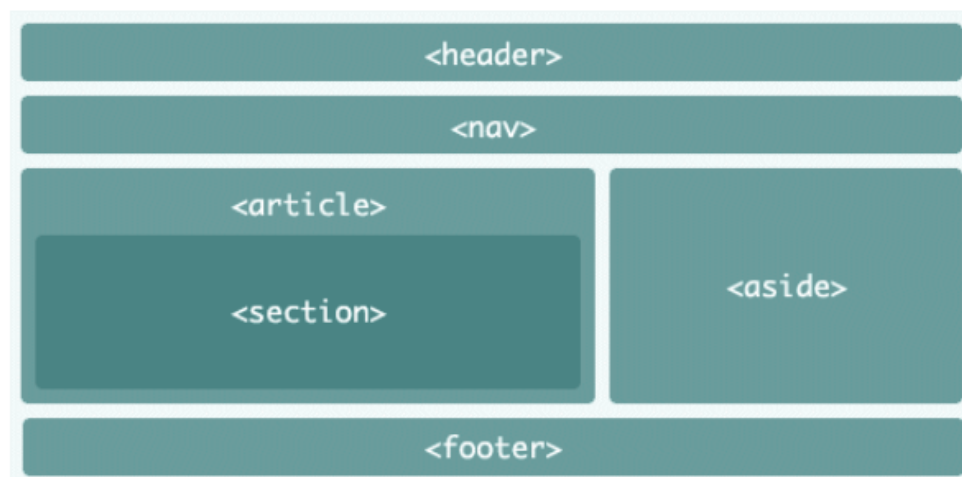 <header>
<nav>
<article>
<section>
<aside>
<footer>